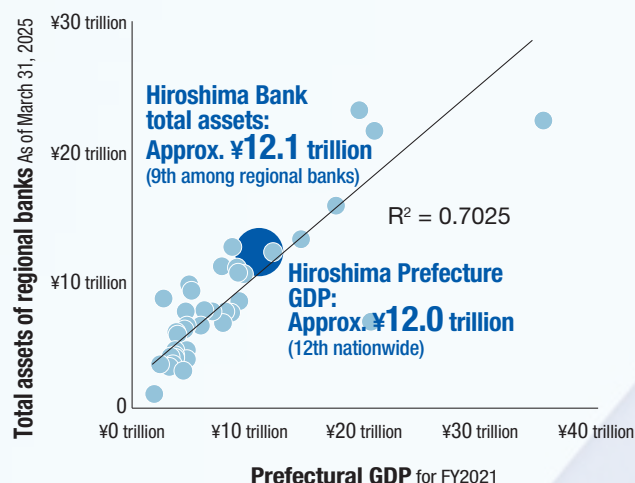 Total assets of regional banks As of March 31, 2025
¥30 trillion
¥20 trillion
¥10 trillion
0
Hiroshima Bank
total assets:
Approx. ¥12.1 trillion
(9th among regional banks)
R² = 0.7025
Hiroshima Prefecture
GDP:
Approx. ¥12.0 trillion
(12th nationwide)
¥0 trillion
¥10 trillion
¥20 trillion
¥30 trillion
¥40 trillion
Prefectural GDP for FY2021